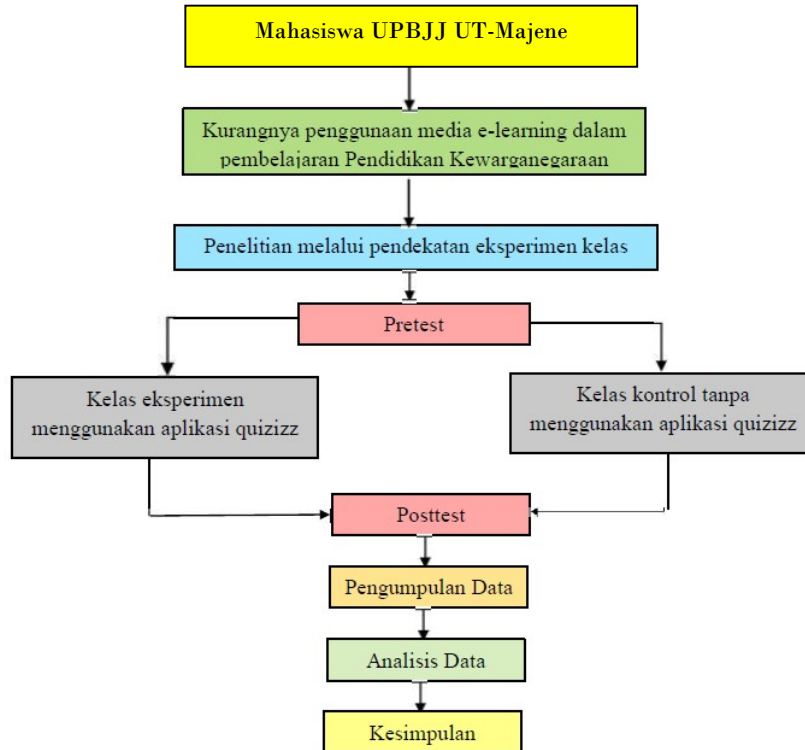 Mahasiswa UPBJJ UT-Majene
Kurangnya penggunaan media e-learning dalam
pembelajaran Pendidikan Kewarganegaraan
Penelitian melalui pendekatan eksperimen kelas
Pretest
Kelas eksperimen
menggunakan aplikasi quizizz
Kelas kontrol tanpa
menggunakan aplikasi quizizz
Posttest
Pengumpulan Data
Analisis Data
Kesimpulan